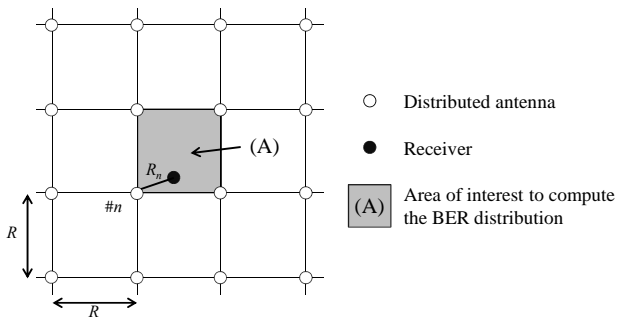 (A)
R_n
#n
R
R
Distributed antenna
Receiver
(A)
Area of interest to compute
the BER distribution